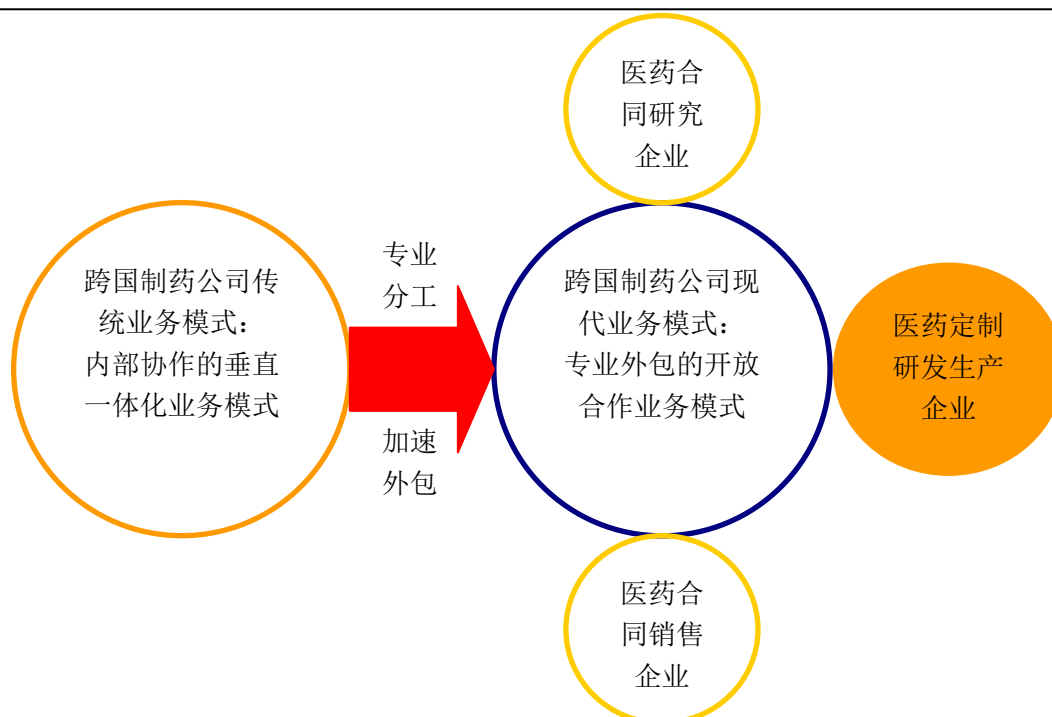 医药合
同研究
企业
跨国制药公司传
统业务模式：
内部协作的垂直
一体化业务模式
专业
分工
加速
外包
跨国制药公司现
代业务模式：
专业外包的开放
合作业务模式
医药定制
研发生产
企业
医药合
同销售
企业